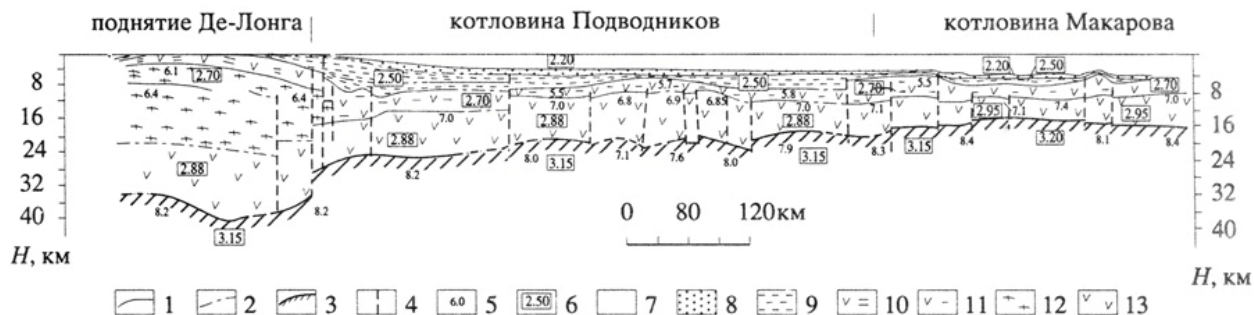 поднятие Де-Лонга котловина Подводников котловина Макарова
2.20 2.20 2.50
8 6.1 2.70 2.50 5.5 5.7 2.50 5.8 2.70 5.5 2.70 8
6.4 6.4 2.70 7.0 6.8 6.9 6.85 7.0 7.1 7.4 7.0
16 7.0 2.88 2.88 2.95 7.1 2.95 16
24 2.88 2.88 8.0 7.1 7.6 8.0 7.9 3.15 8.3 3.15 8.4 3.20 8.1 8.4 24
32 8.2 3.15 32
40 8.2 8.2 0 80 120 км 40
3.15
H, км H, км
1 2 3 4 6.0 5 2.50 6 7 8 9 10 11 12 13